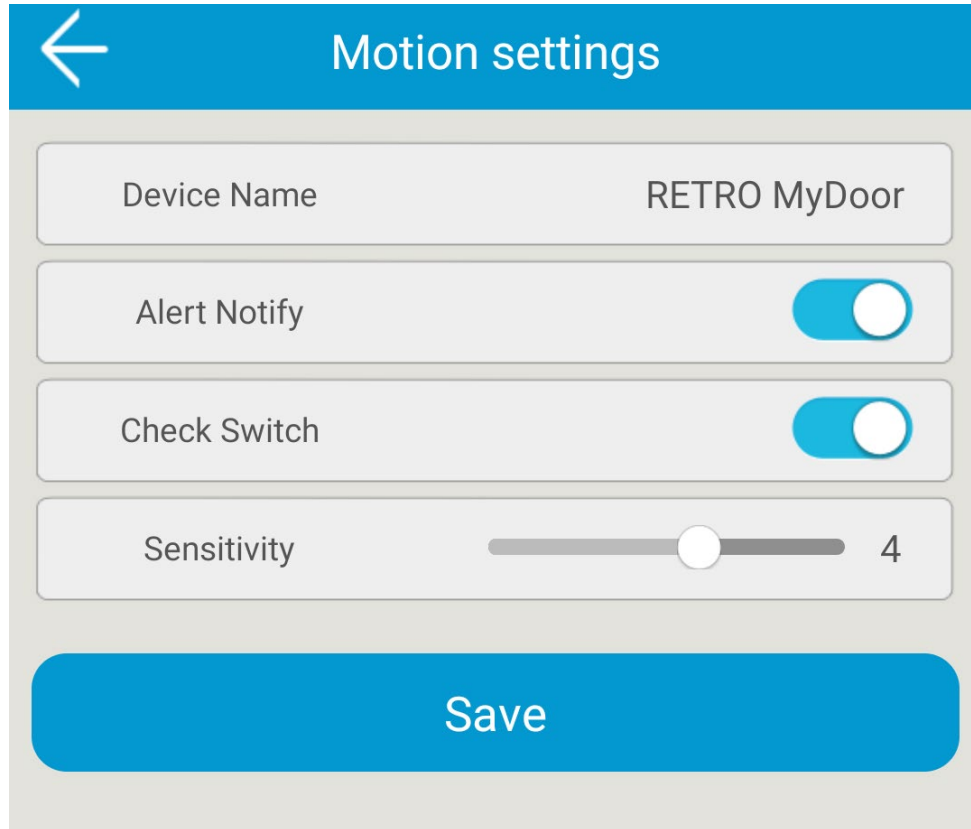 Motion settings
Device Name RETRO MyDoor
Alert Notify
Check Switch
Sensitivity 4
Save